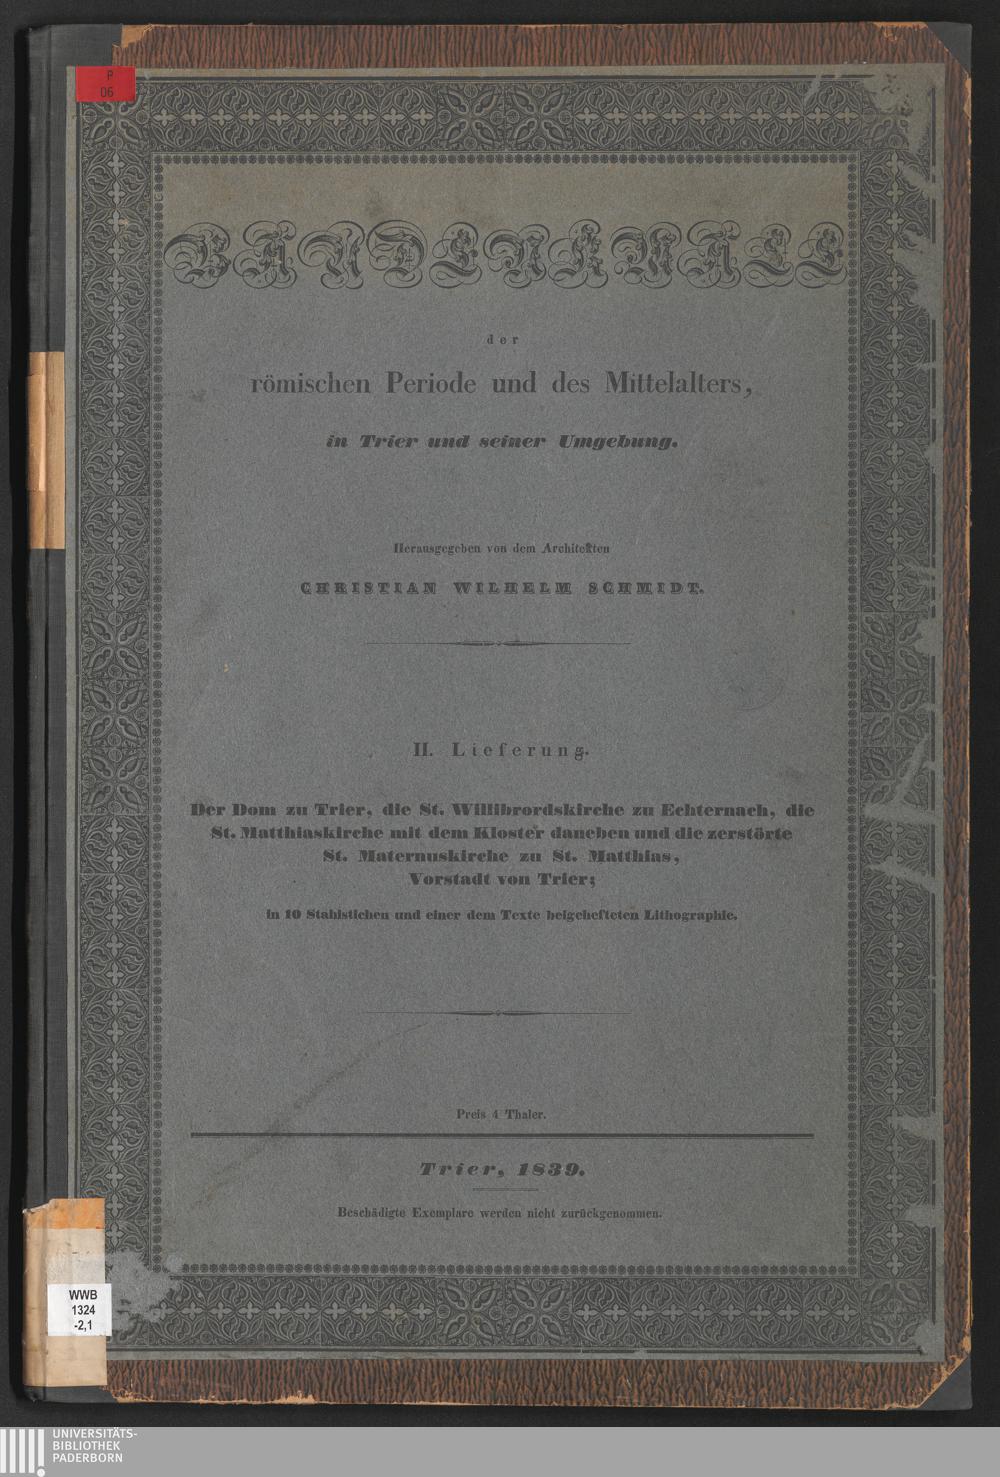 P
06
BAUDENKMALE
der
römischen Periode und des Mittelalters,
in Trier und seiner Umgebung.
Herausgegeben von dem Architekten
CHRISTIAN WILHELM SCHMIDT.
II. Lieferung.
Der Dom zu Trier, die St. Willibrordskirche zu Echternach, die
St. Matthiaskirche mit dem Kloster daneben und die zerstörte
St. Maternuskirche zu St. Matthias,
Vorstadt von Trier;
in 10 Stahlstichen und einer dem Texte beigehefteten Lithographie.
Preis 4 Thaler.
Trier, 1839.
Beschädigte Exemplare werden nicht zurückgenommen.
WWB
1324
-2,1
UNIVERSITÄTS-
BIBLIOTHEK
PADERBORN